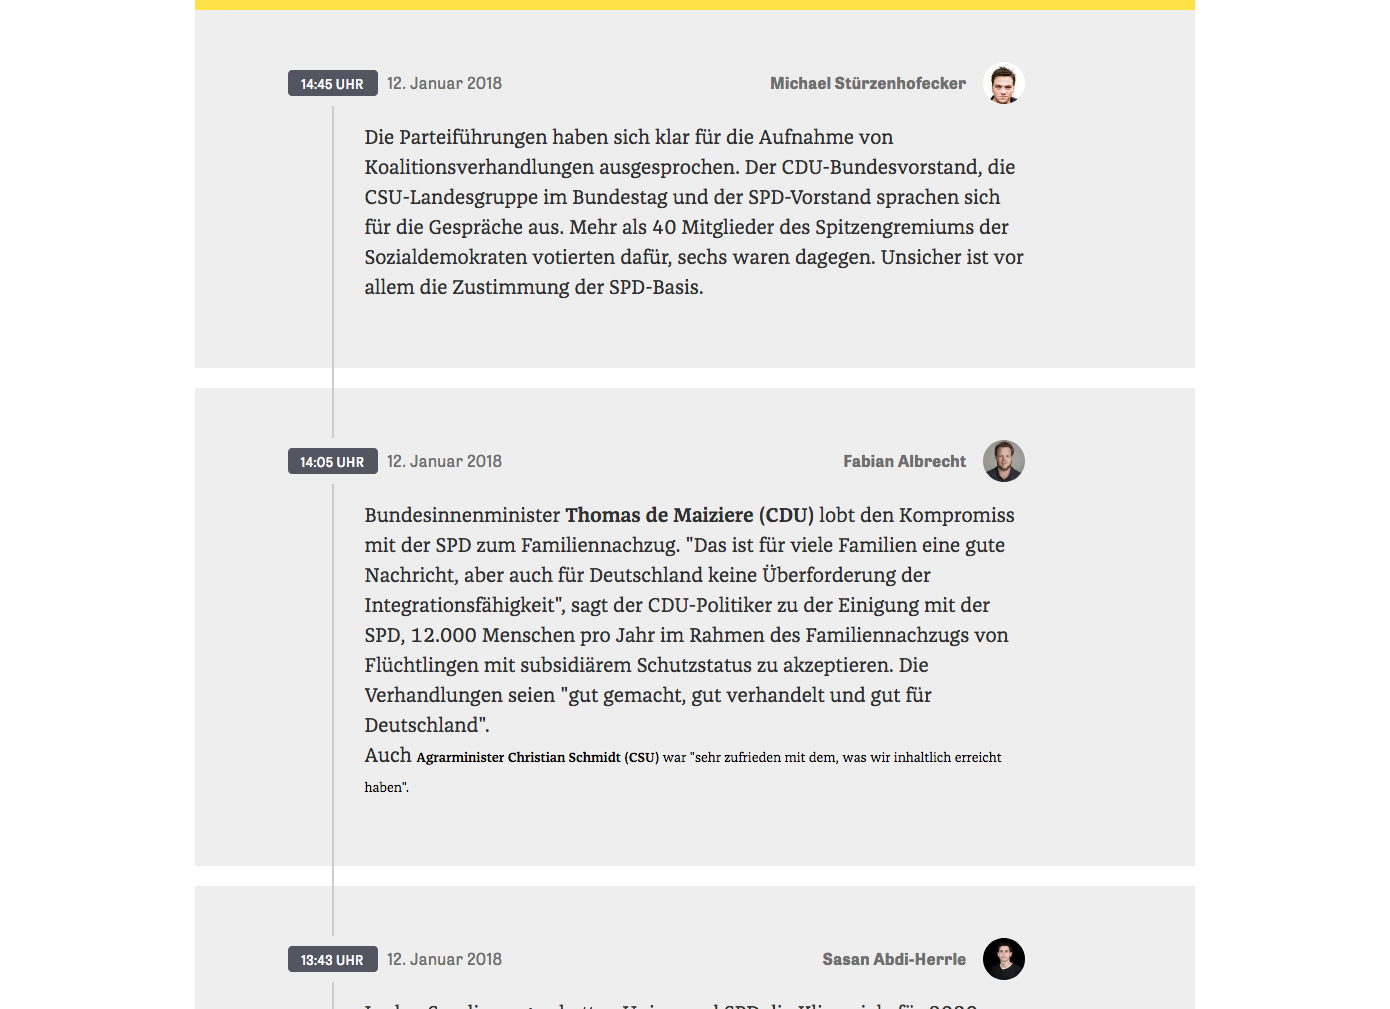 14:45 UHR 12. Januar 2018 Michael Stürzenhofecker
Die Parteiführungen haben sich klar für die Aufnahme von
Koalitionsverhandlungen ausgesprochen. Der CDU-Bundesvorstand, die
CSU-Landesgruppe im Bundestag und der SPD-Vorstand sprachen sich
für die Gespräche aus. Mehr als 40 Mitglieder des Spitzengremiums der
Sozialdemokraten votierten dafür, sechs waren dagegen. Unsicher ist vor
allem die Zustimmung der SPD-Basis.
14:05 UHR 12. Januar 2018 Fabian Albrecht
Bundesinnenminister Thomas de Maiziere (CDU) lobt den Kompromiss
mit der SPD zum Familiennachzug. "Das ist für viele Familien eine gute
Nachricht, aber auch für Deutschland keine Überforderung der
Integrationsfähigkeit", sagt der CDU-Politiker zu der Einigung mit der
SPD, 12.000 Menschen pro Jahr im Rahmen des Familiennachzugs von
Flüchtlingen mit subsidiärem Schutzstatus zu akzeptieren. Die
Verhandlungen seien "gut gemacht, gut verhandelt und gut für
Deutschland".
Auch Agrarminister Christian Schmidt (CSU) war "sehr zufrieden mit dem, was wir inhaltlich erreicht
haben".
13:43 UHR 12. Januar 2018 Sasan Abdi-Herrle